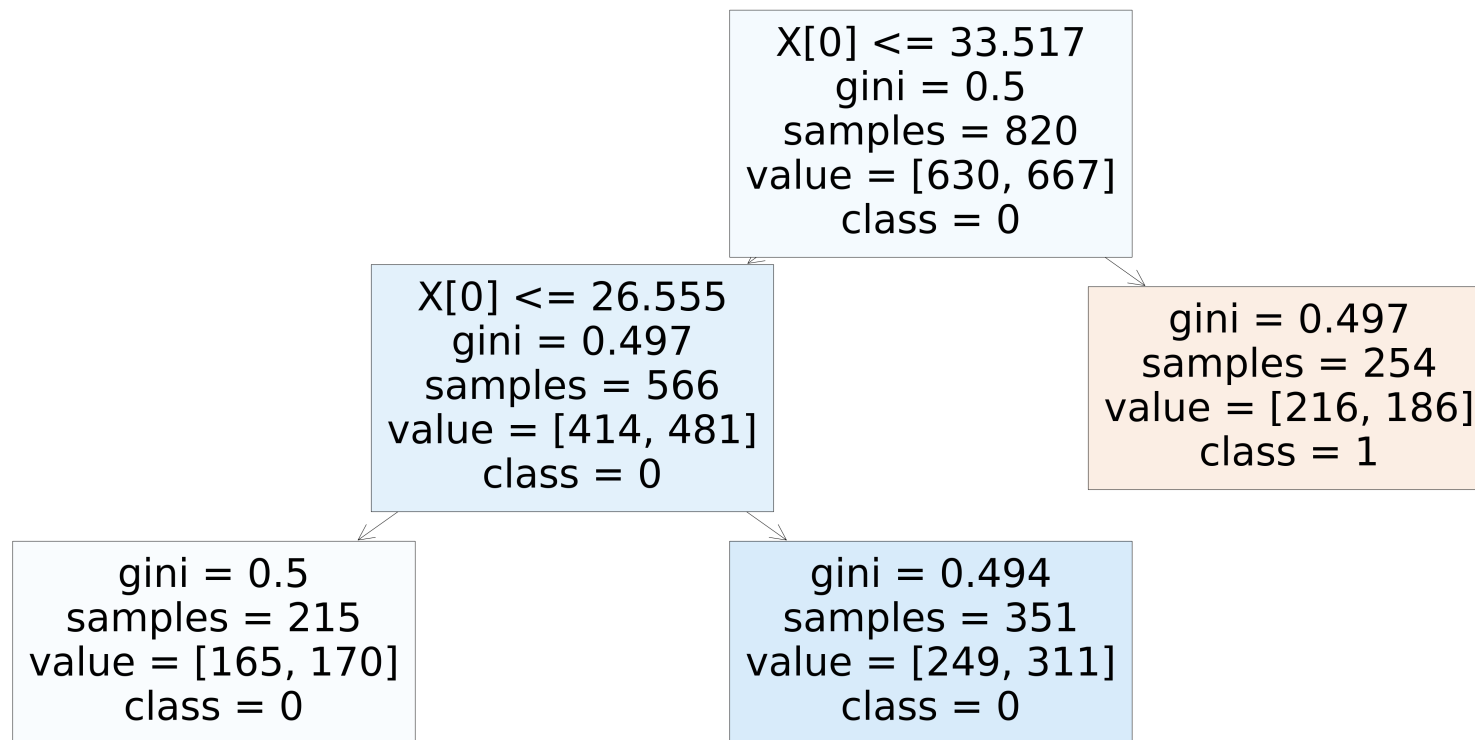 X[0] <= 33.517
gini = 0.5
samples = 820
value = [630, 667]
class = 0
X[0] <= 26.555
gini = 0.497
samples = 566
value = [414, 481]
class = 0
gini = 0.497
samples = 254
value = [216, 186]
class = 1
gini = 0.5
samples = 215
value = [165, 170]
class = 0
gini = 0.494
samples = 351
value = [249, 311]
class = 0